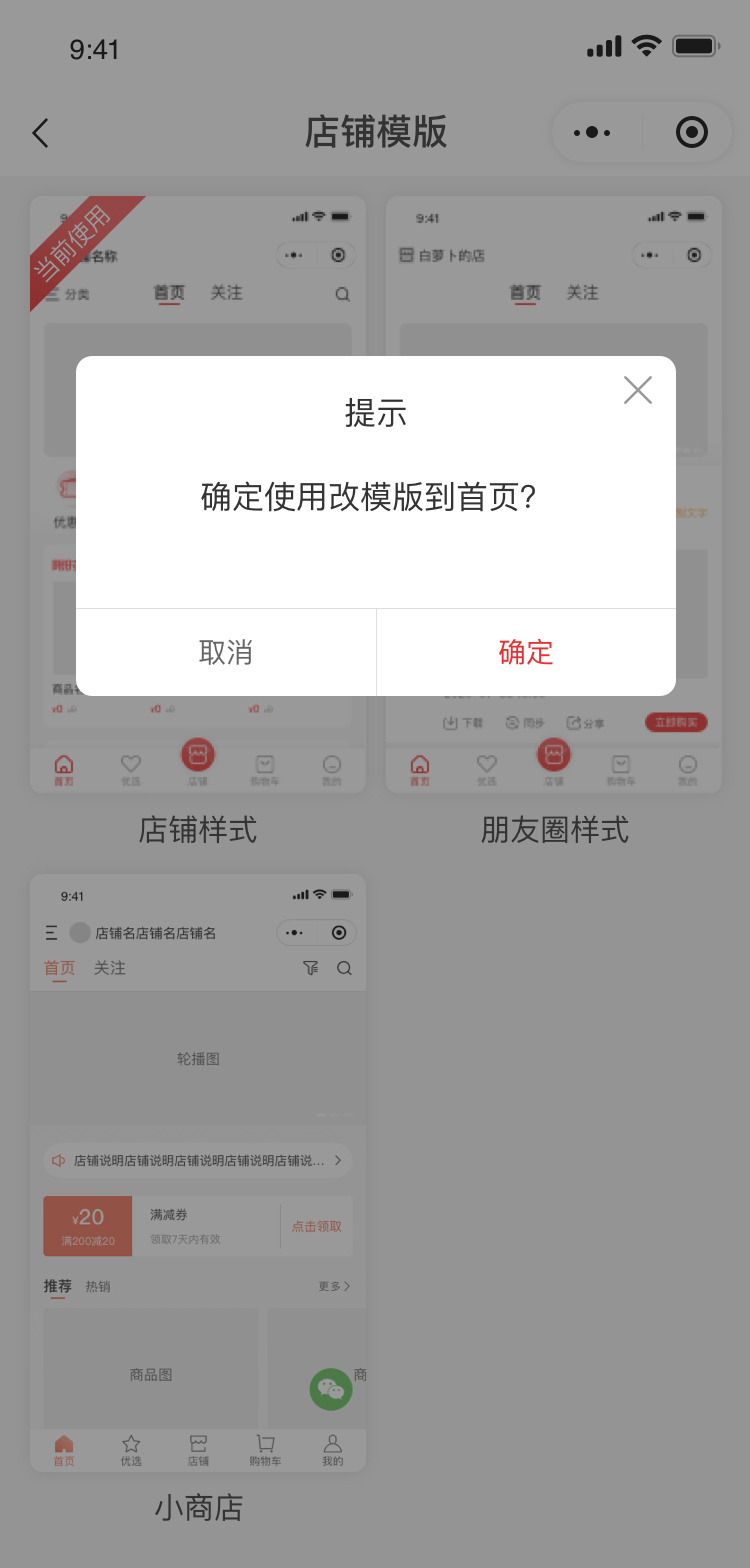 9:41
店铺模版
当前使用
名称
分类
首页
关注
9:41
白萝卜的店
首页
关注
提示
确定使用改模版到首页?
取消
确定
优惠
商品
¥0
¥0
¥0
首页
优选
店铺
购物车
我的
店铺样式
制文字
下载
同步
分享
立即购买
首页
优选
店铺
购物车
我的
朋友圈样式
9:41
店铺名店铺名店铺名
首页
关注
轮播图
店铺说明店铺说明店铺说明店铺说明店铺说...
¥20
满200减20
满减券
领取7天内有效
点击领取
推荐
热销
更多
商品图
商
首页
优选
店铺
购物车
我的
小商店